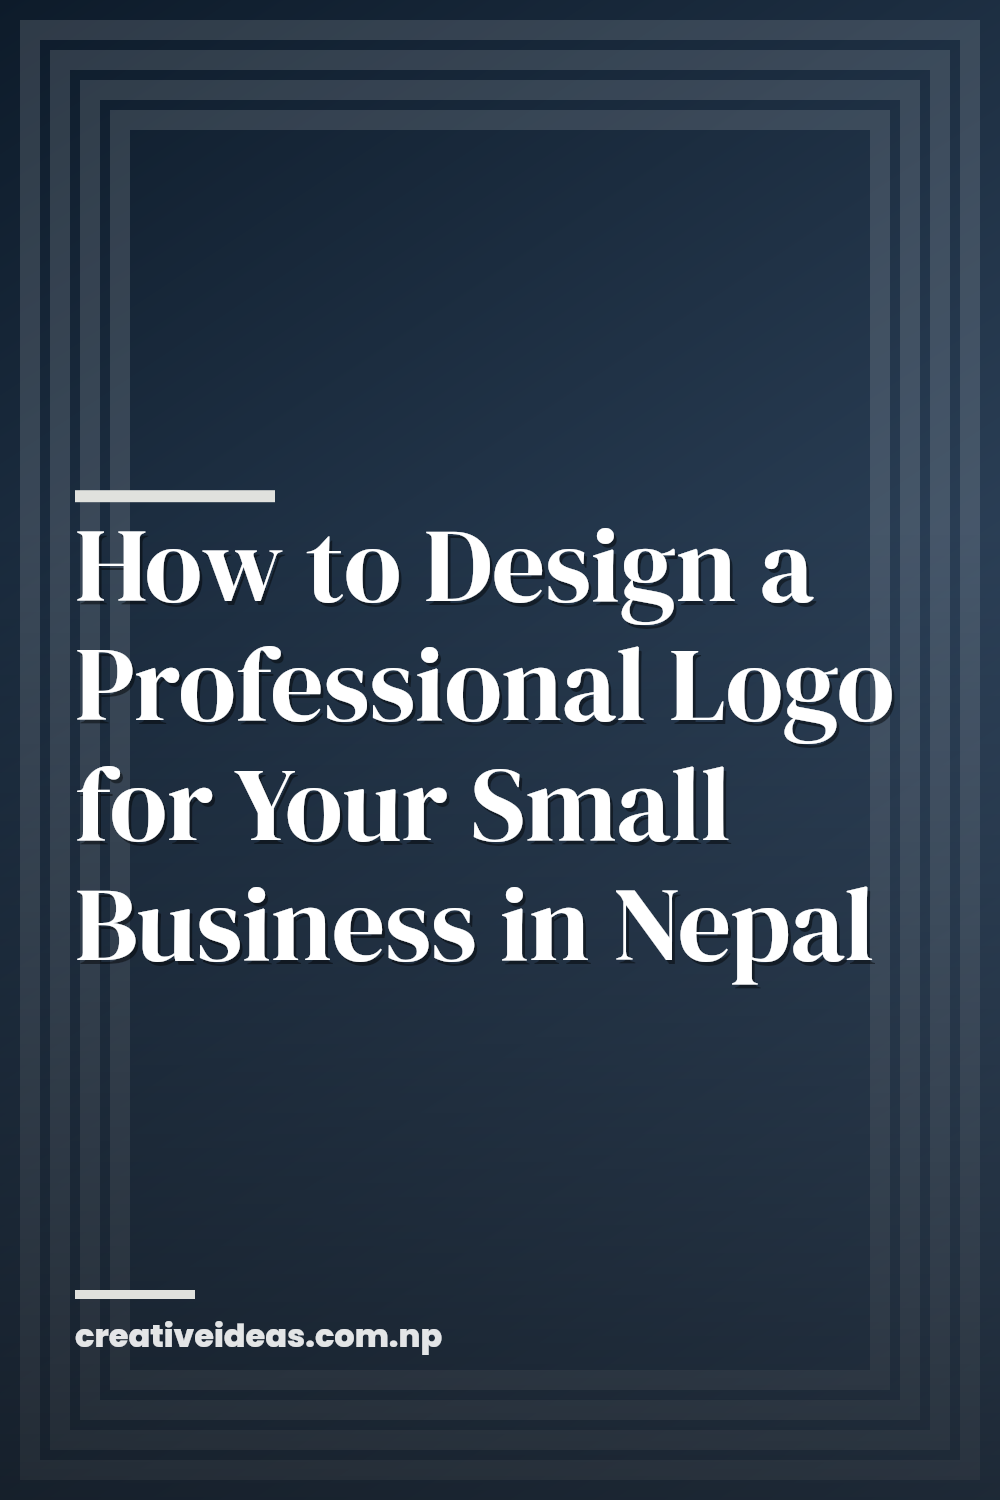 How to Design a
Professional Logo
for Your Small
Business in Nepal
creativeideas.com.np